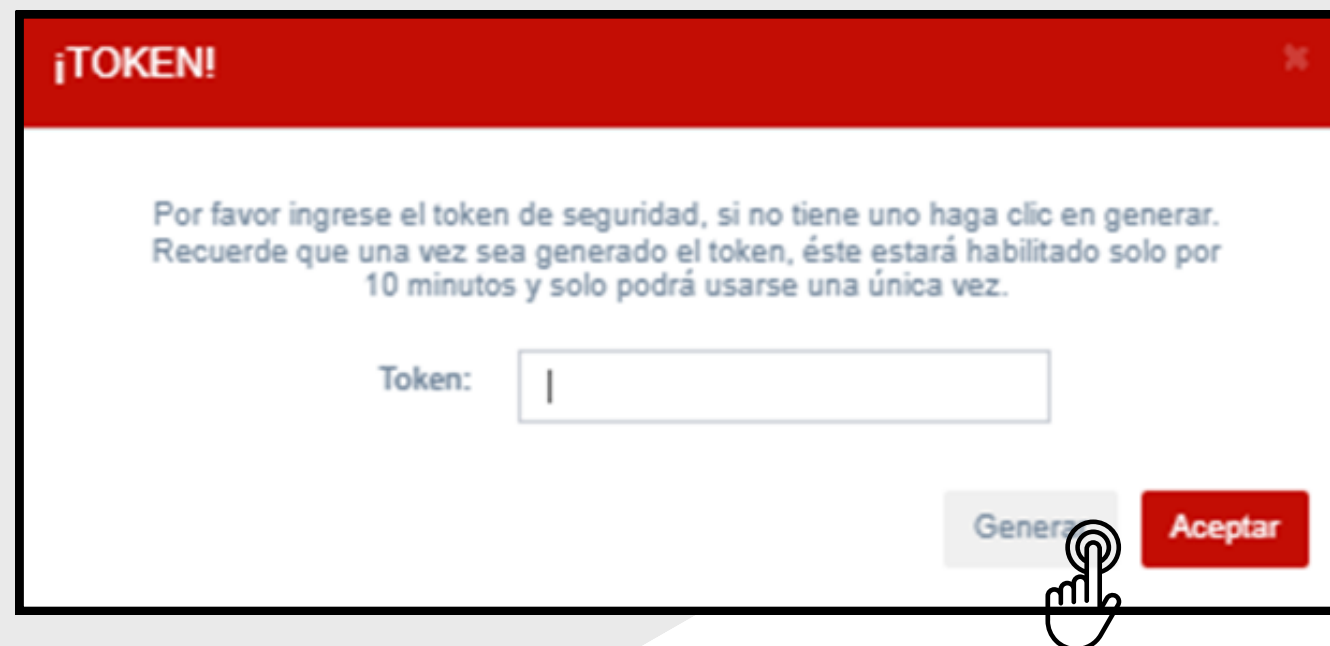 ¡TOKEN!
Por favor ingrese el token de seguridad, si no tiene uno haga clic en generar.
Recuerde que una vez sea generado el token, éste estará habilitado solo por
10 minutos y solo podrá usarse una única vez.
Token:
Generar
Aceptar